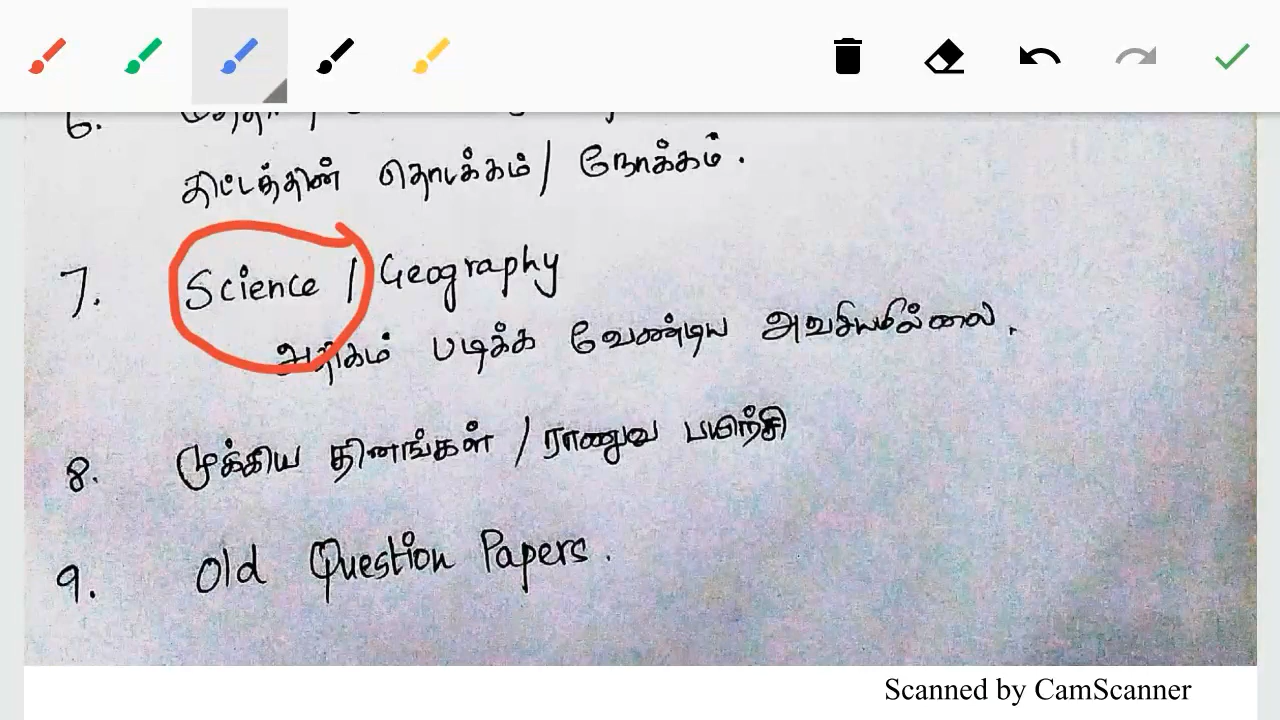 6.
திட்டத்தின் தொடக்கம் / நோக்கம் .
7. Science / Geography
அதிகம் படிக்க வேண்டிய அவசியமில்லை .
8. முக்கிய தினங்கள் / ராணுவ பயிற்சி
9. Old Question Papers .
Scanned by CamScanner